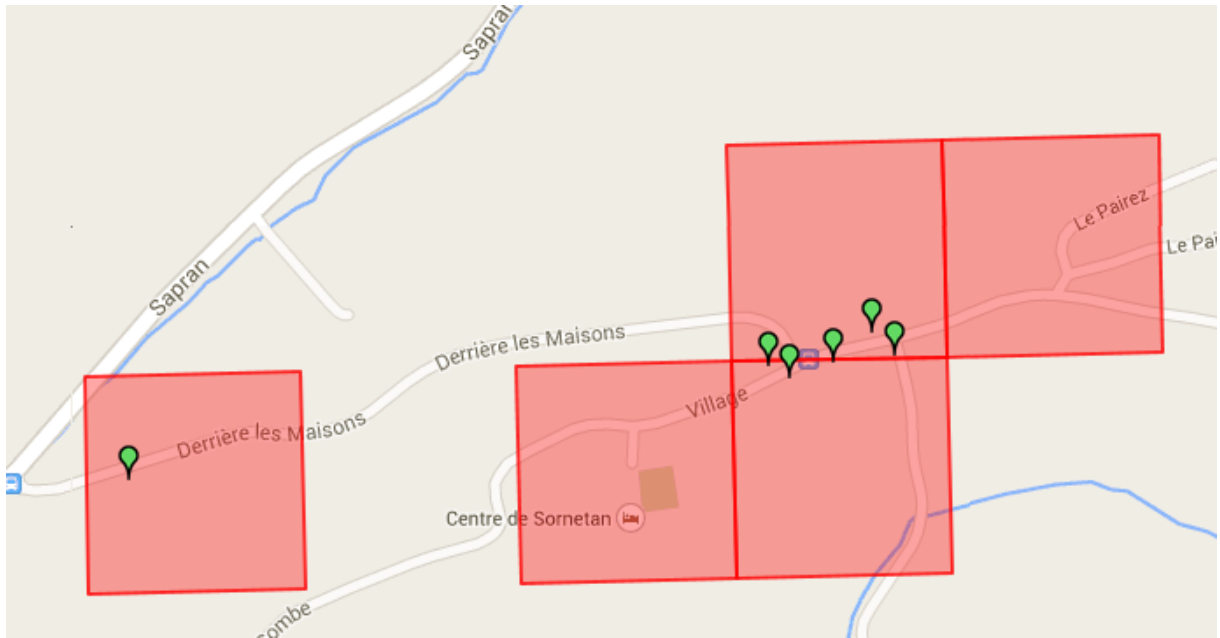 Sapran
Sapran
Le Pairez
Le Pai
Derrière les Maisons
Village
Derrière les Maisons
Centre de Sornetan
combe